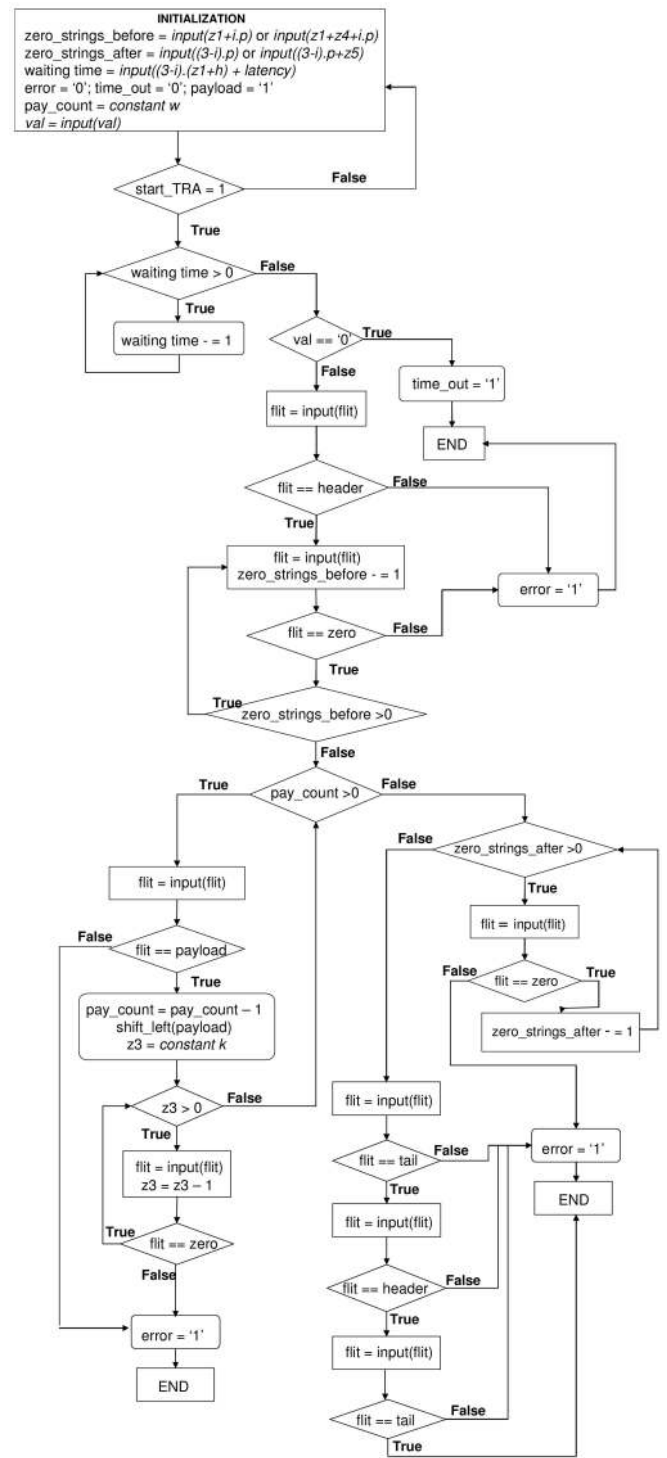 INITIALIZATION
zero_strings_before = input(z1+i.p) or input(z1+z4+i.p)
zero_strings_after = input((3-i).p) or input((3-i).p+z5)
waiting time = input((3-i).(z1+h) + latency)
error = ‘0’; time_out = ‘0’; payload = ‘1’
pay_count = constant w
val = input(val)
start_TRA = 1
False
True
waiting time > 0
False
True
waiting time - = 1
val == ‘0’
True
False
time_out = ‘1’
flit = input(flit)
END
flit == header
False
True
flit = input(flit)
zero_strings_before - = 1
error = ‘1’
flit == zero
False
True
True
zero_strings_before >0
False
True
pay_count >0
False
False
zero_strings_after >0
flit = input(flit)
True
flit = input(flit)
False
flit == payload
False
flit == zero
True
True
pay_count = pay_count – 1
shift_left(payload)
z3 = constant k
zero_strings_after - = 1
z3 > 0
False
flit = input(flit)
True
flit = input(flit)
z3 = z3 – 1
flit == tail
False
error = ‘1’
True
END
True
flit == zero
flit = input(flit)
False
flit == header
False
True
error = ‘1’
flit = input(flit)
END
flit == tail
False
True